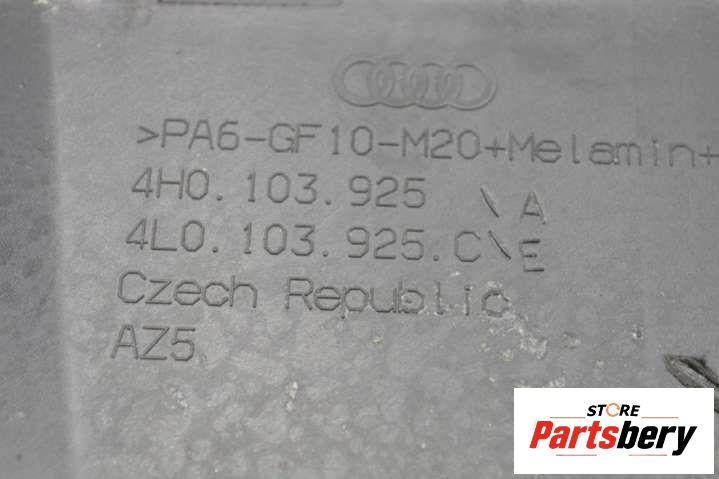 >PA6-GF10-M20+Melamin+
4H0.103.925 \ A
4L0.103.925.C\E
Czech Republic
AZ5
STORE
Partsbery